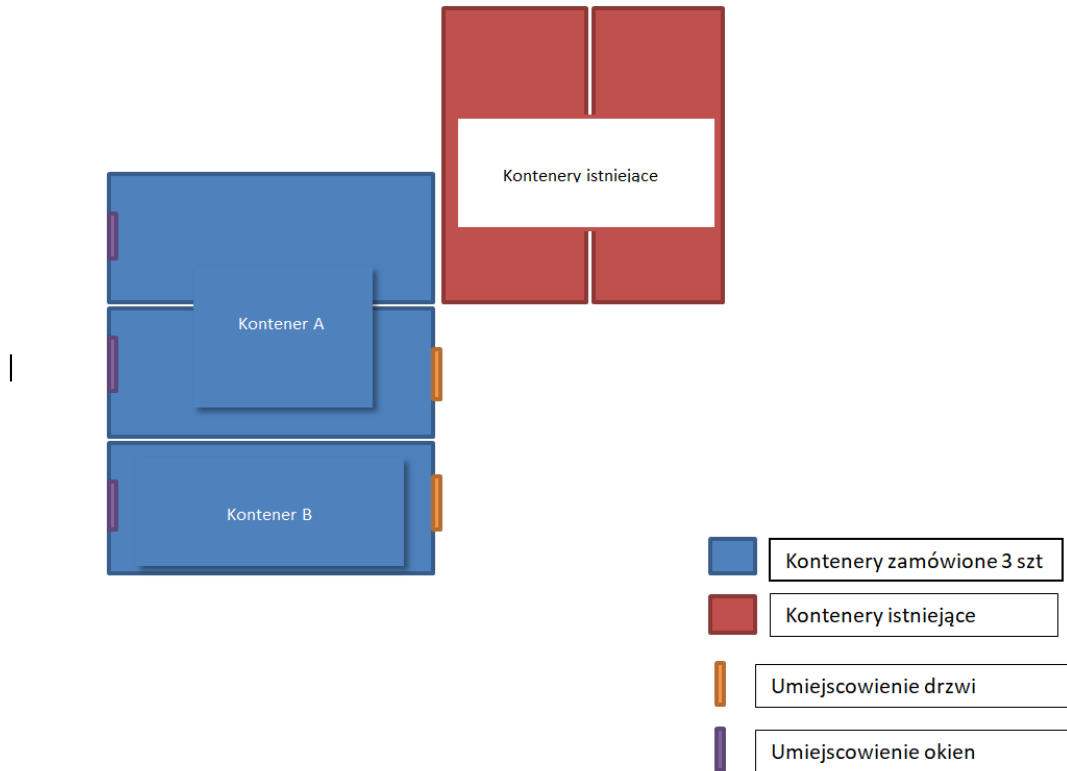 Kontenery istniejące
Kontener A
Kontener B
Kontenery zamówione 3 szt
Kontenery istniejące
Umiejscowienie drzwi
Umiejscowienie okien